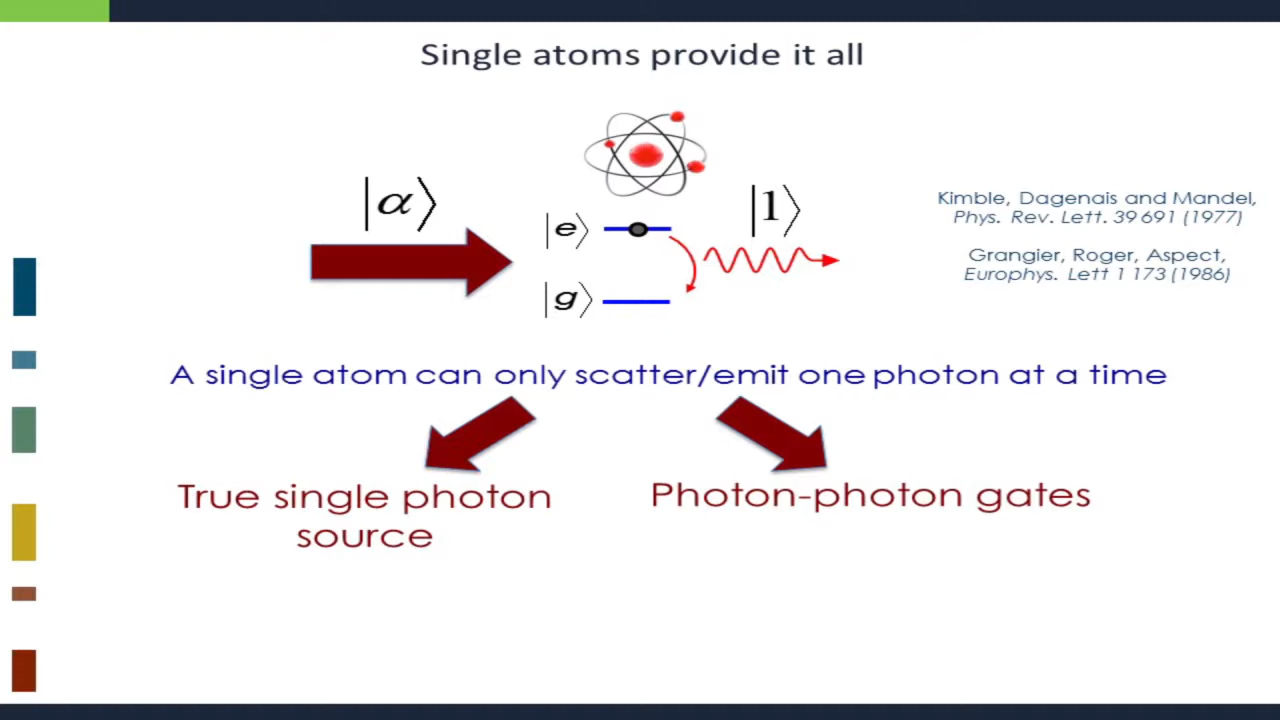 Single atoms provide it all
|α⟩
|e⟩
|g⟩
|1⟩
Kimble, Dagenais and Mandel,
Phys. Rev. Lett. 39 691 (1977)
Grangier, Roger, Aspect,
Europhys. Lett 1 173 (1986)
A single atom can only scatter/emit one photon at a time
True single photon
source
Photon-photon gates